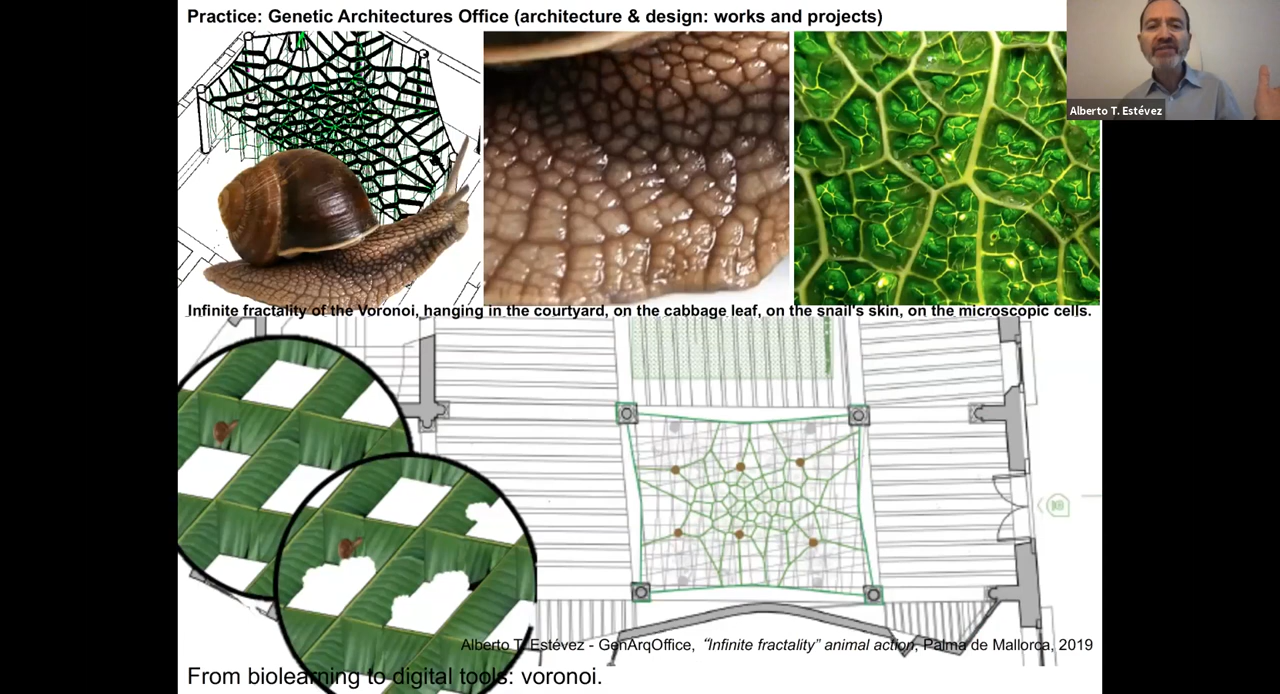 Practice: Genetic Architectures Office (architecture & design: works and projects)
Alberto T. Estévez
Infinite fractality of the Voronoi, hanging in the courtyard, on the cabbage leaf, on the snail's skin, on the microscopic cells.
Alberto T. Estévez - GenArqOffice, “Infinite fractality” animal action, Palma de Mallorca, 2019
From biolearning to digital tools: voronoi.